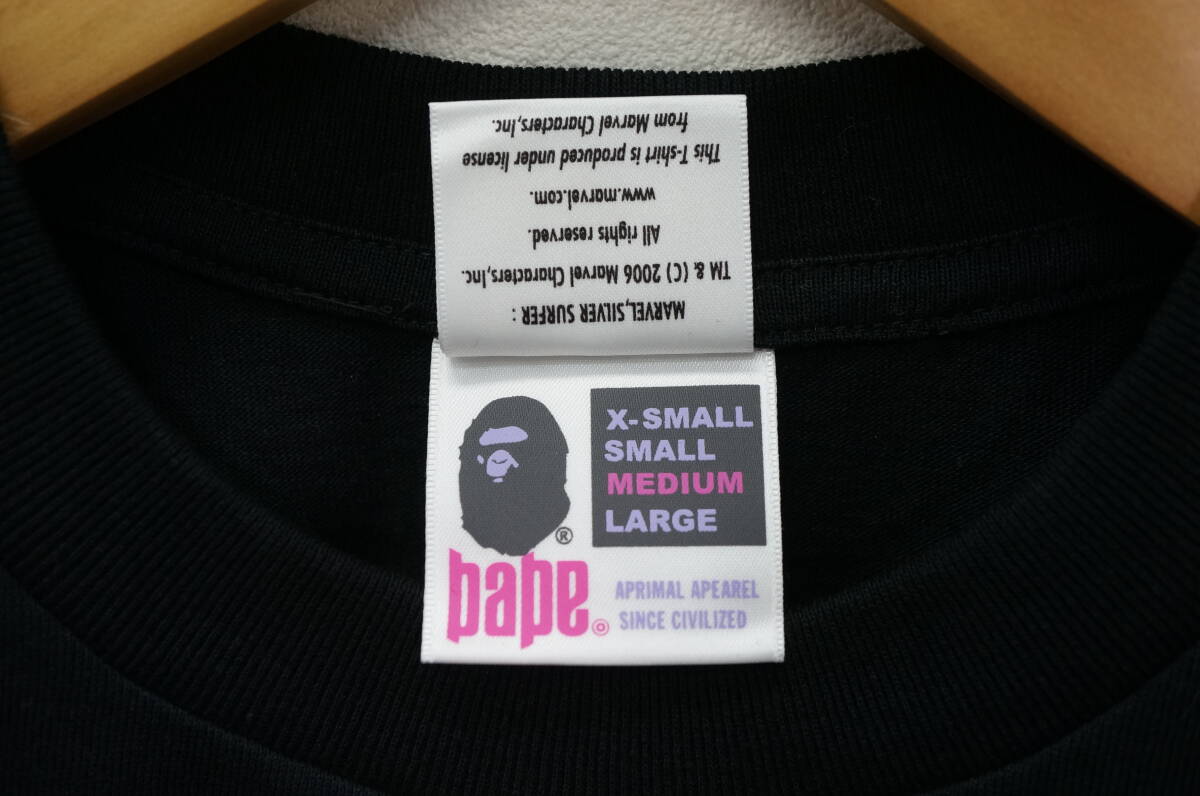 MARVEL,SILVER SURFER :
TM & (C) 2006 Marvel Characters,Inc.
All rights reserved.
www.marvel.com.
This T-shirt is produced under license
from Marvel Characters,Inc.
X-SMALL
SMALL
MEDIUM
LARGE
®
bape©
APRIMAL APEAREL
SINCE CIVILIZED